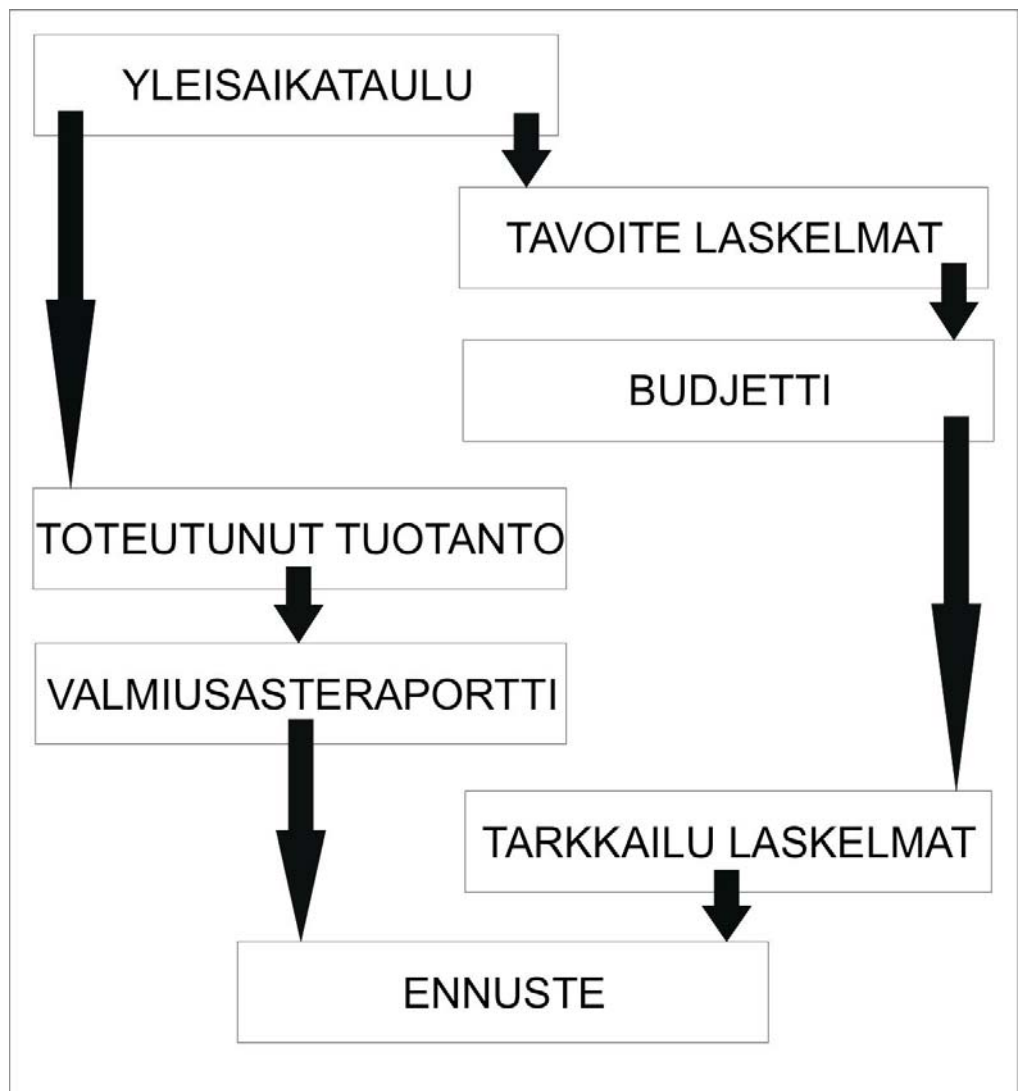 YLEISAIKATAULU
TAVOITE LASKELMAT
BUDJETTI
TOTEUTUNUT TUOTANTO
VALMIUSASTERAPORTTI
TARKKAILU LASKELMAT
ENNUSTE